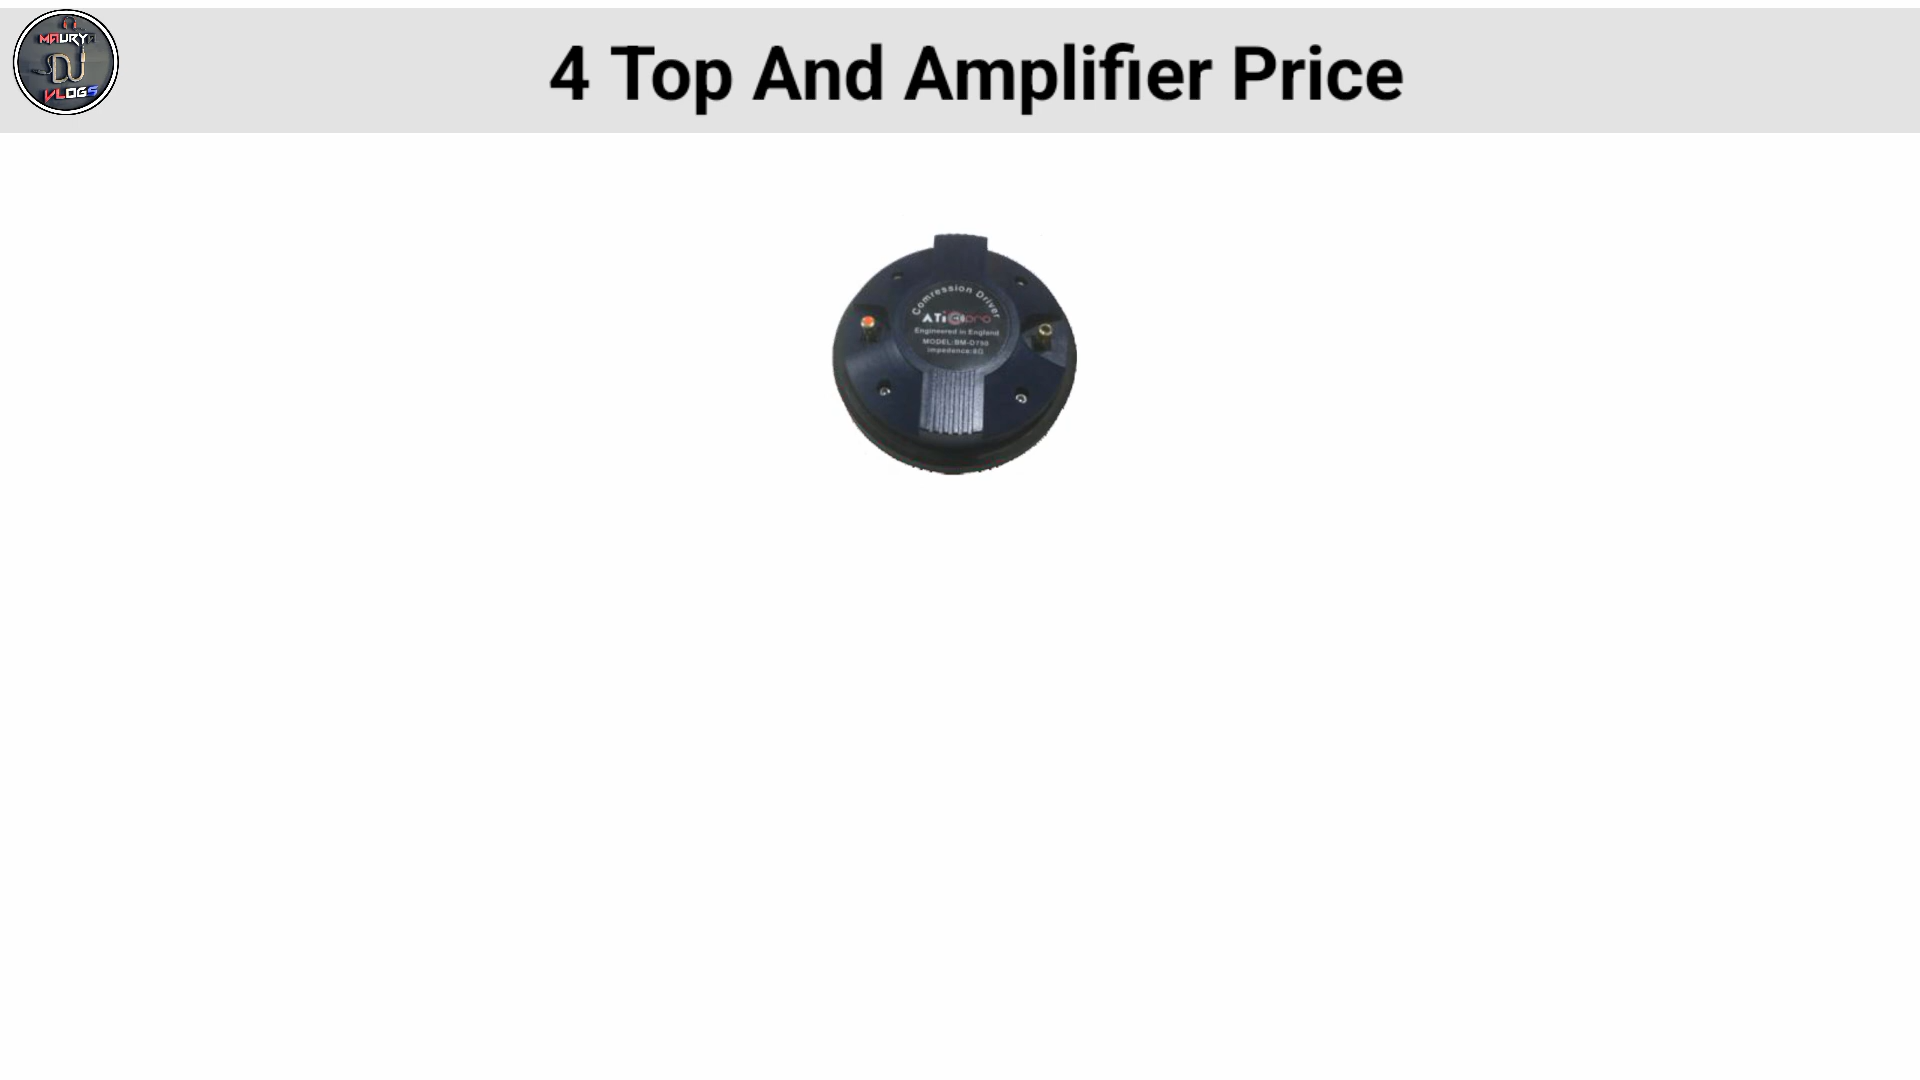 MAURYA
DJ
VLOGS
4 Top And Amplifier Price
Comression Driver
ATi pro
Engineered in England
MODEL:BM-D750
impedance:8Ω